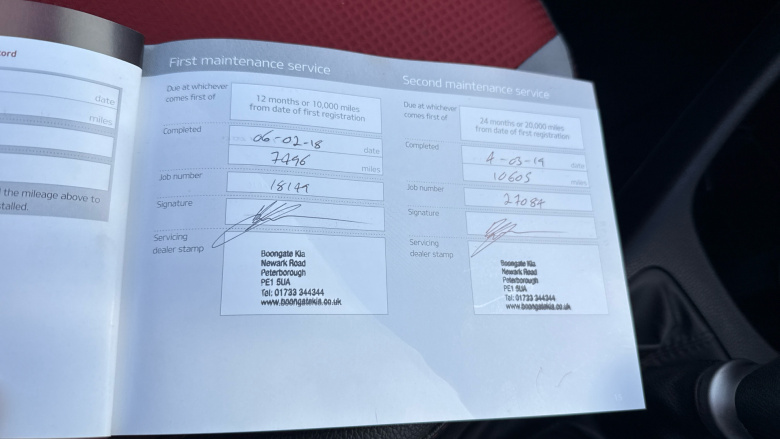 ord
date
miles
the mileage above to
stalled.
First maintenance service
Due at whichever
comes first of
12 months or 10,000 miles
from date of first registration
Completed
06-02-18 date
7496 miles
Job number
Signature
Servicing
dealer stamp
Boongate Kia
Newark Road
Peterborough
PE1 5UA
Tel: 01733 344344
www.boongatekia.co.uk
Second maintenance service
Due at whichever
comes first of
24 months or 20,000 miles
from date of first registration
Completed
4-03-19 date
10605 miles
Job number
27084
Signature
Servicing
dealer stamp
Boongate Kia
Newark Road
Peterborough
PE1 5UA
Tel: 01733 344344
www.boongatekia.co.uk